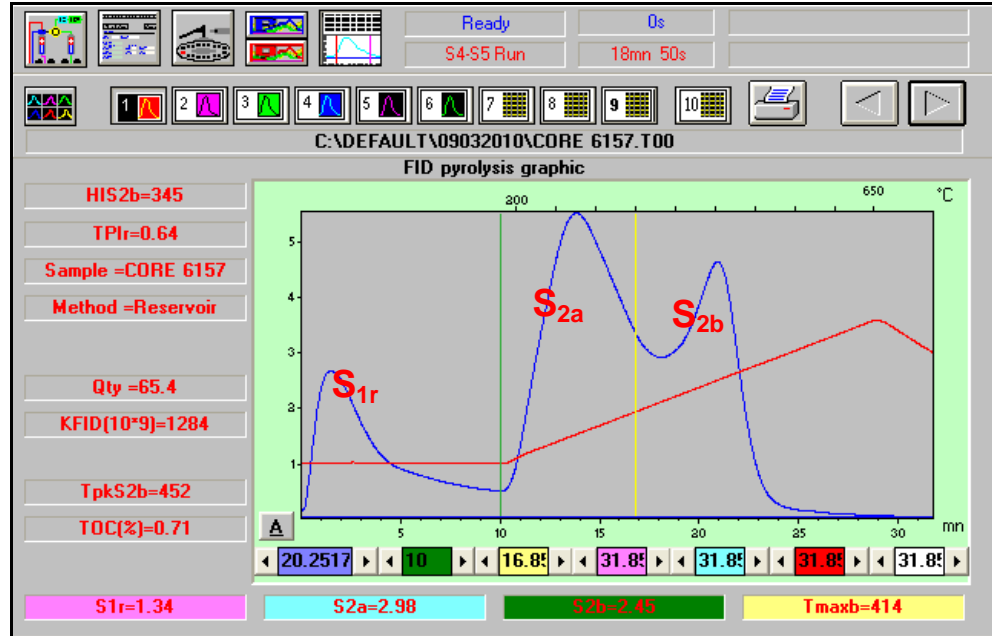 Ready 0s
S4-S5 Run 18mn 50s
1 2 3 4 5 6 7 8 9 10
C:\DEFAULT\09032010\CORE 6157.T00
FID pyrolysis graphic
HIS2b=345
TPIr=0.64
Sample =CORE 6157
Method =Reservoir
Qty =65.4
KFID(10*9)=1284
TpkS2b=452
TOC(%)=0.71
200 650 °C
5
4
3
2
1
S1r
S2a
S2b
A
5 10 15 20 25 30 mn
20.2517 10 16.85 31.85 31.85 31.85 31.85
S1r=1.34 S2a=2.98 S2b=2.45 Tmaxb=414